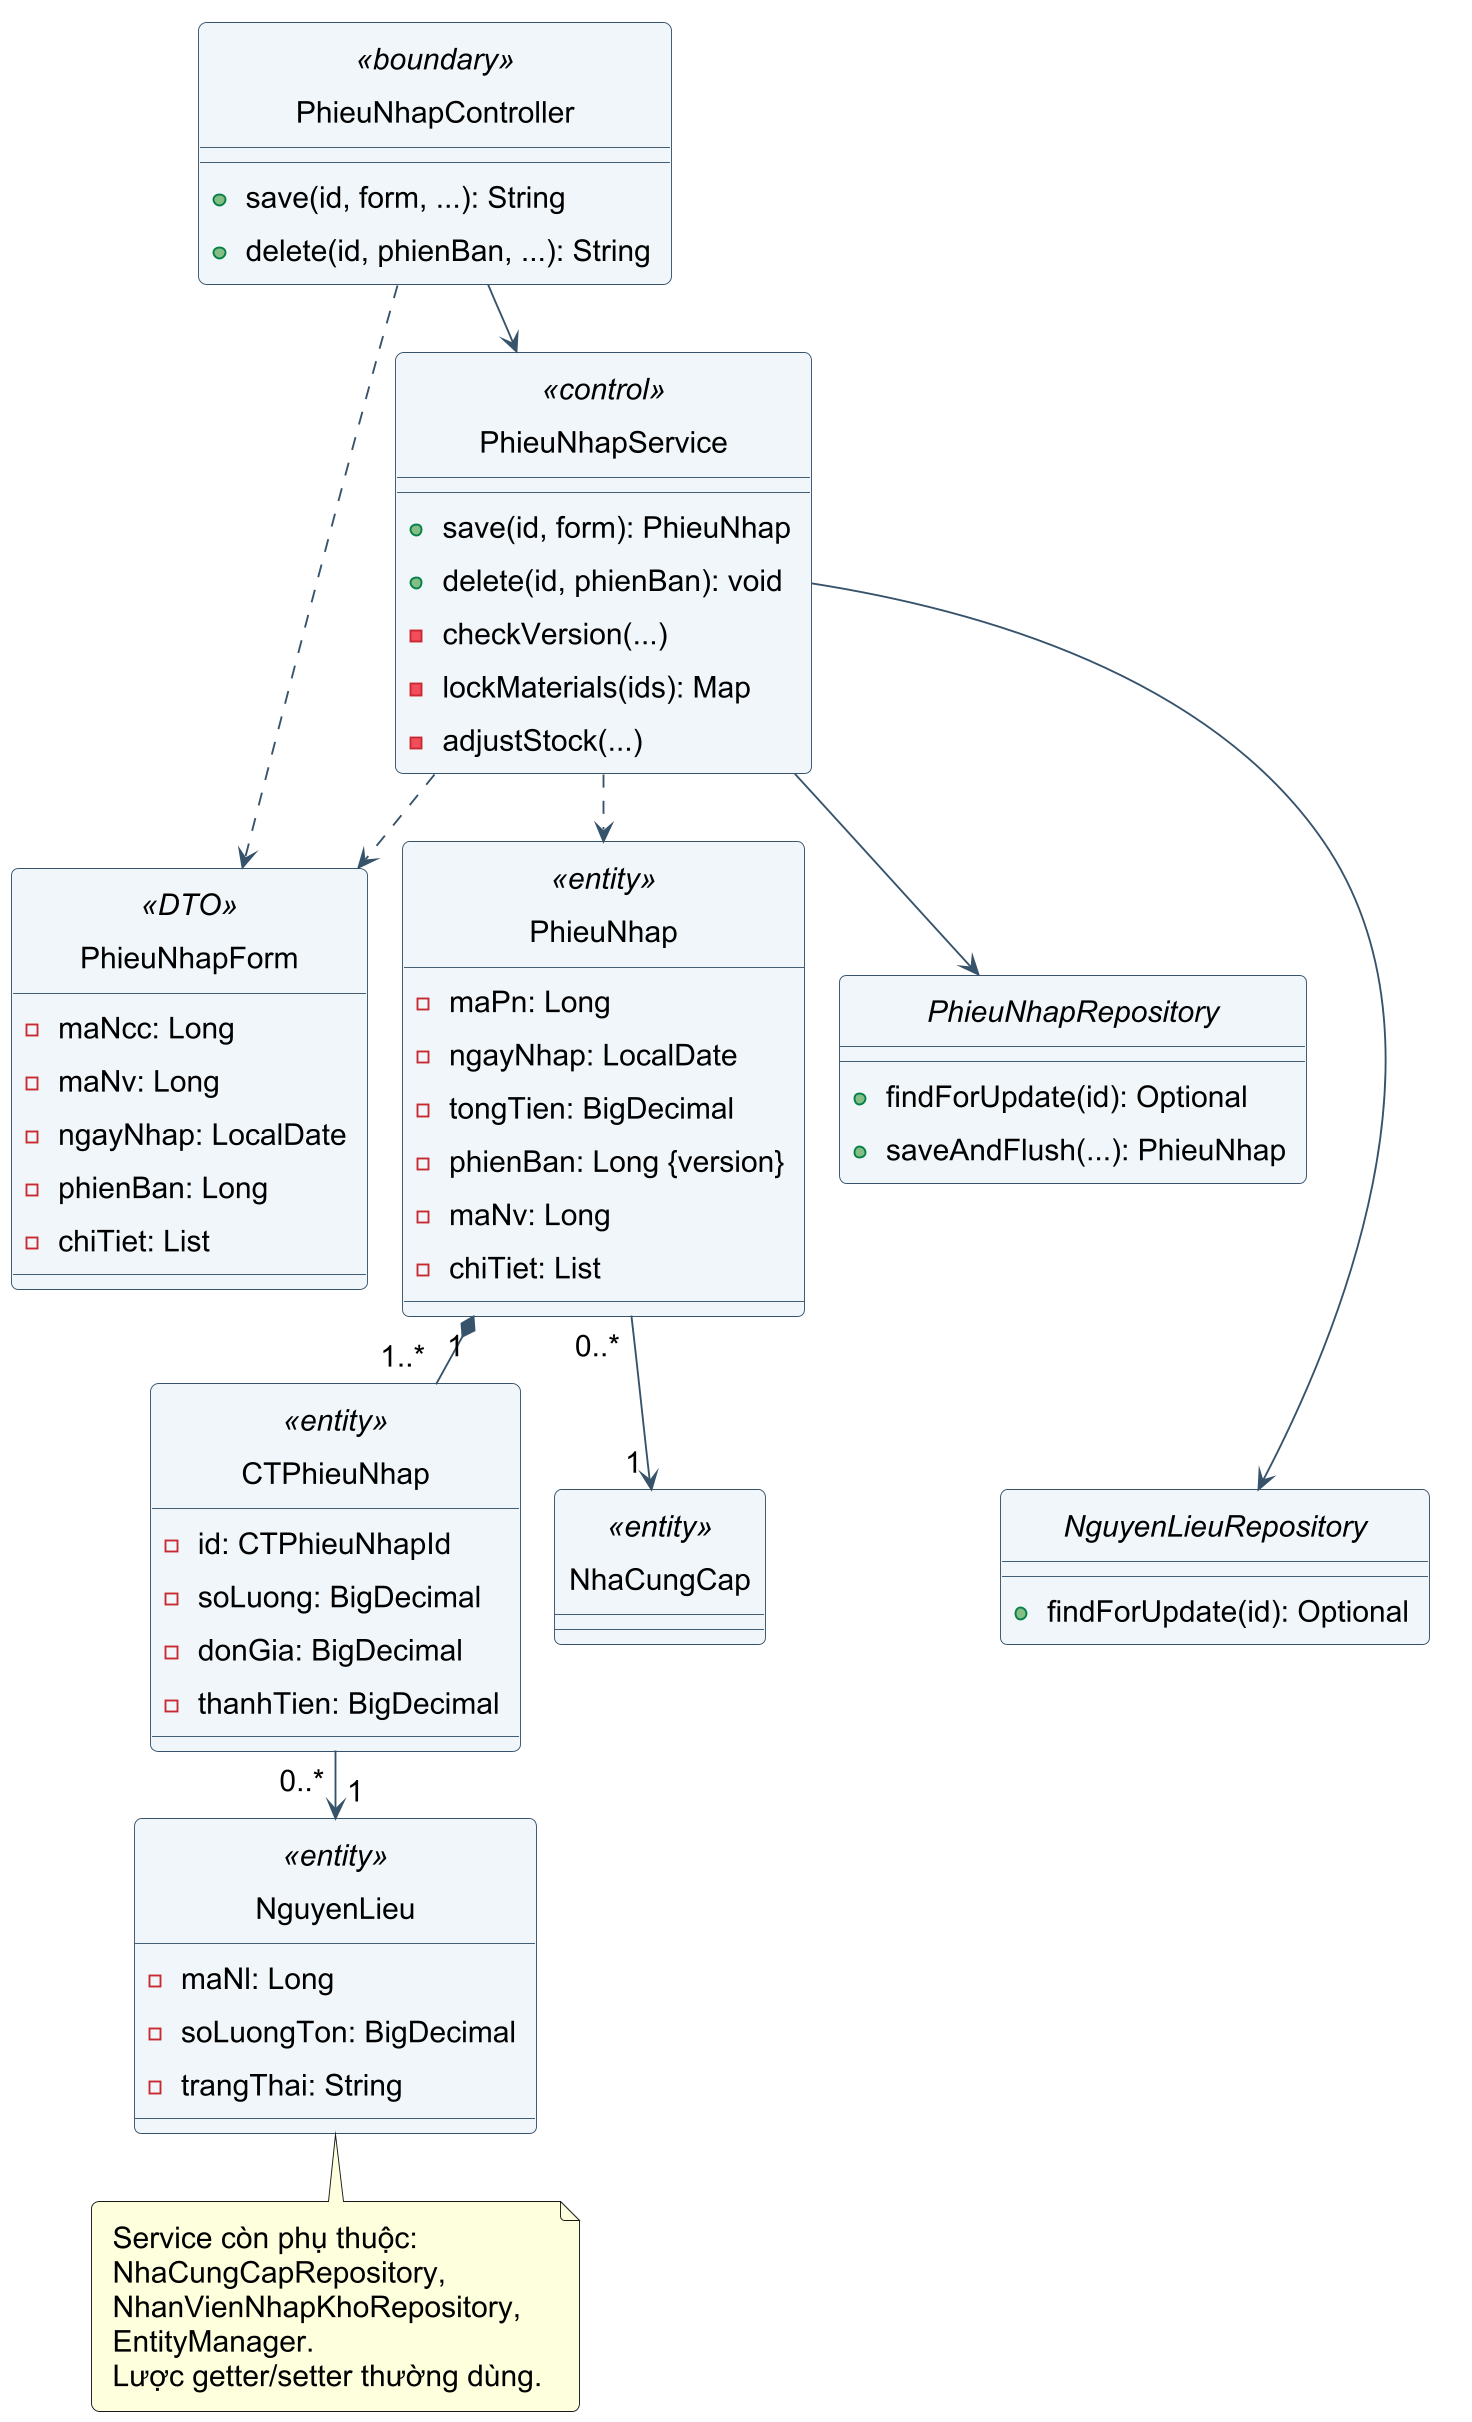 «boundary»
PhieuNhapController
save(id, form, ...): String
delete(id, phienBan, ...): String
«control»
PhieuNhapService
save(id, form): PhieuNhap
delete(id, phienBan): void
checkVersion(...)
lockMaterials(ids): Map
adjustStock(...)
«DTO»
PhieuNhapForm
maNcc: Long
maNv: Long
ngayNhap: LocalDate
phienBan: Long
chiTiet: List
«entity»
PhieuNhap
maPn: Long
ngayNhap: LocalDate
tongTien: BigDecimal
phienBan: Long {version}
maNv: Long
chiTiet: List
PhieuNhapRepository
findForUpdate(id): Optional
saveAndFlush(...): PhieuNhap
1
1..*
0..*
1
«entity»
CTPhieuNhap
id: CTPhieuNhapId
soLuong: BigDecimal
donGia: BigDecimal
thanhTien: BigDecimal
«entity»
NhaCungCap
NguyenLieuRepository
findForUpdate(id): Optional
0..*
1
«entity»
NguyenLieu
maNl: Long
soLuongTon: BigDecimal
trangThai: String
Service còn phụ thuộc:
NhaCungCapRepository,
NhanVienNhapKhoRepository,
EntityManager.
Lược getter/setter thường dùng.